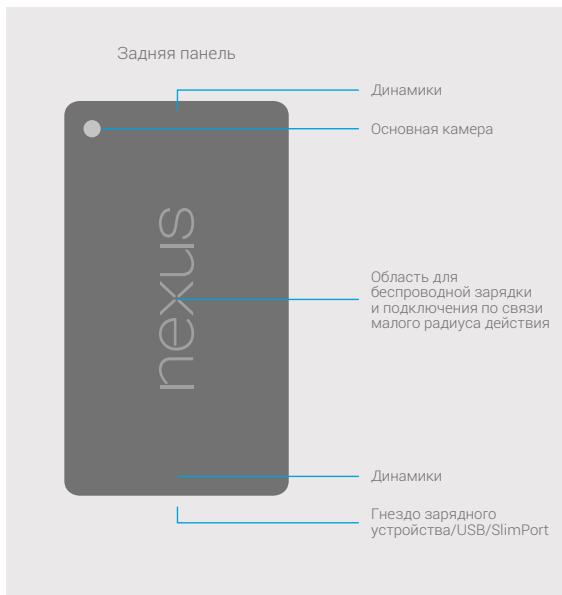 Задняя панель
Динамики
Основная камера
nexus
Область для
беспроводной зарядки
и подключения по связи
малого радиуса действия
Динамики
Гнездо зарядного
устройства/USB/SlimPort